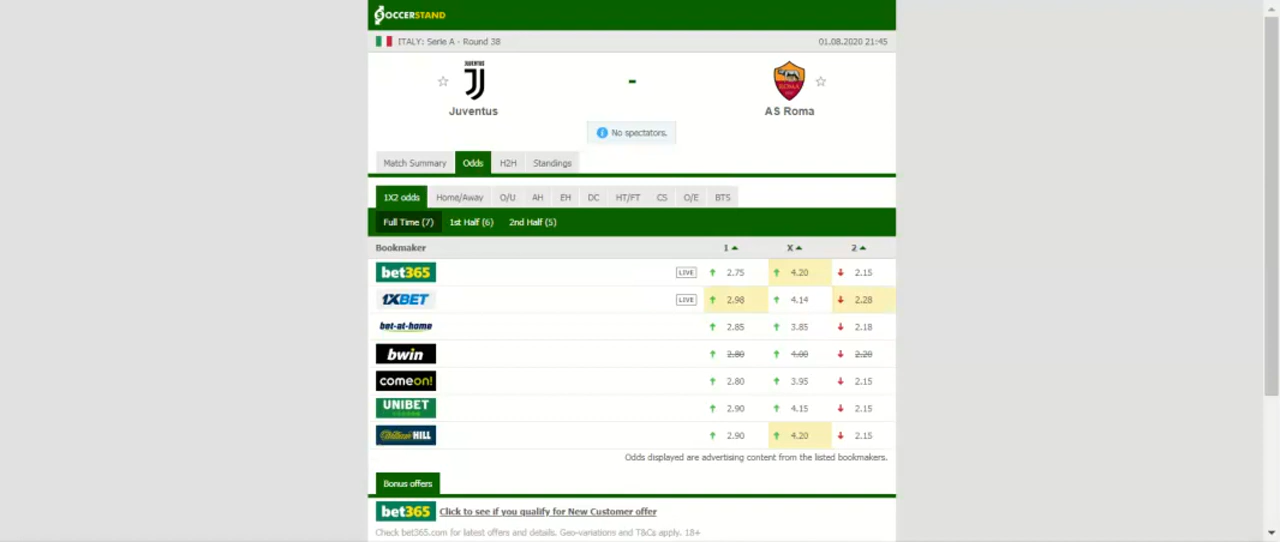 SOCCERSTAND
ITALY: Serie A - Round 38 01.08.2020 21:45
JUVENTUS
ROMA
-
Juventus AS Roma
i No spectators.
Match Summary Odds H2H Standings
1X2 odds Home/Away O/U AH EH DC HT/FT CS O/E BTS
Full Time (7) 1st Half (6) 2nd Half (5)
Bookmaker 1 X 2
bet365 LIVE 2.75 4.20 2.15
1XBET LIVE 2.98 4.14 2.28
bet-at-home 2.85 3.85 2.18
bwin 2.80 4.00 2.20
comeon! 2.80 3.95 2.15
UNIBET 2.90 4.15 2.15
William HILL 2.90 4.20 2.15
Odds displayed are advertising content from the listed bookmakers.
Bonus offers
bet365 Click to see if you qualify for New Customer offer
Check bet365.com for latest offers and details. Geo-variations and T&Cs apply. 18+